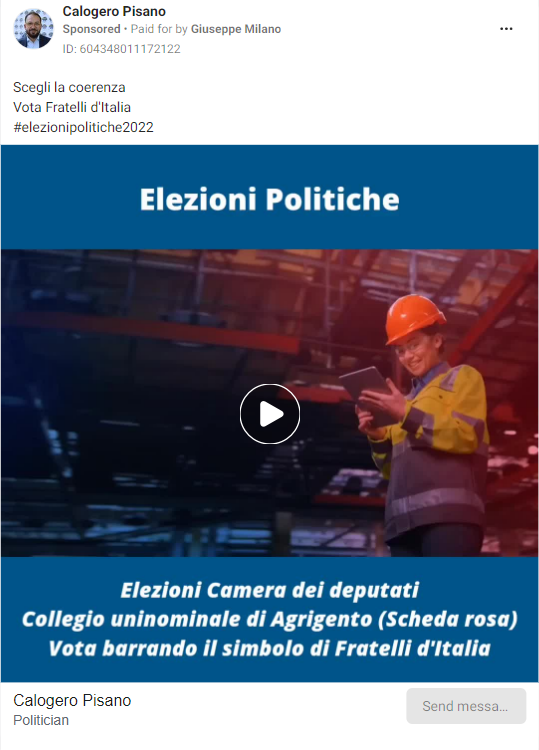 Calogero Pisano
Sponsored • Paid for by Giuseppe Milano
ID: 604348011172122
Scegli la coerenza
Vota Fratelli d'Italia
#elezionipolitiche2022
Elezioni Politiche
Elezioni Camera dei deputati
Collegio uninominale di Agrigento (Scheda rosa)
Vota barrando il simbolo di Fratelli d'Italia
Calogero Pisano
Politician
Send messa...